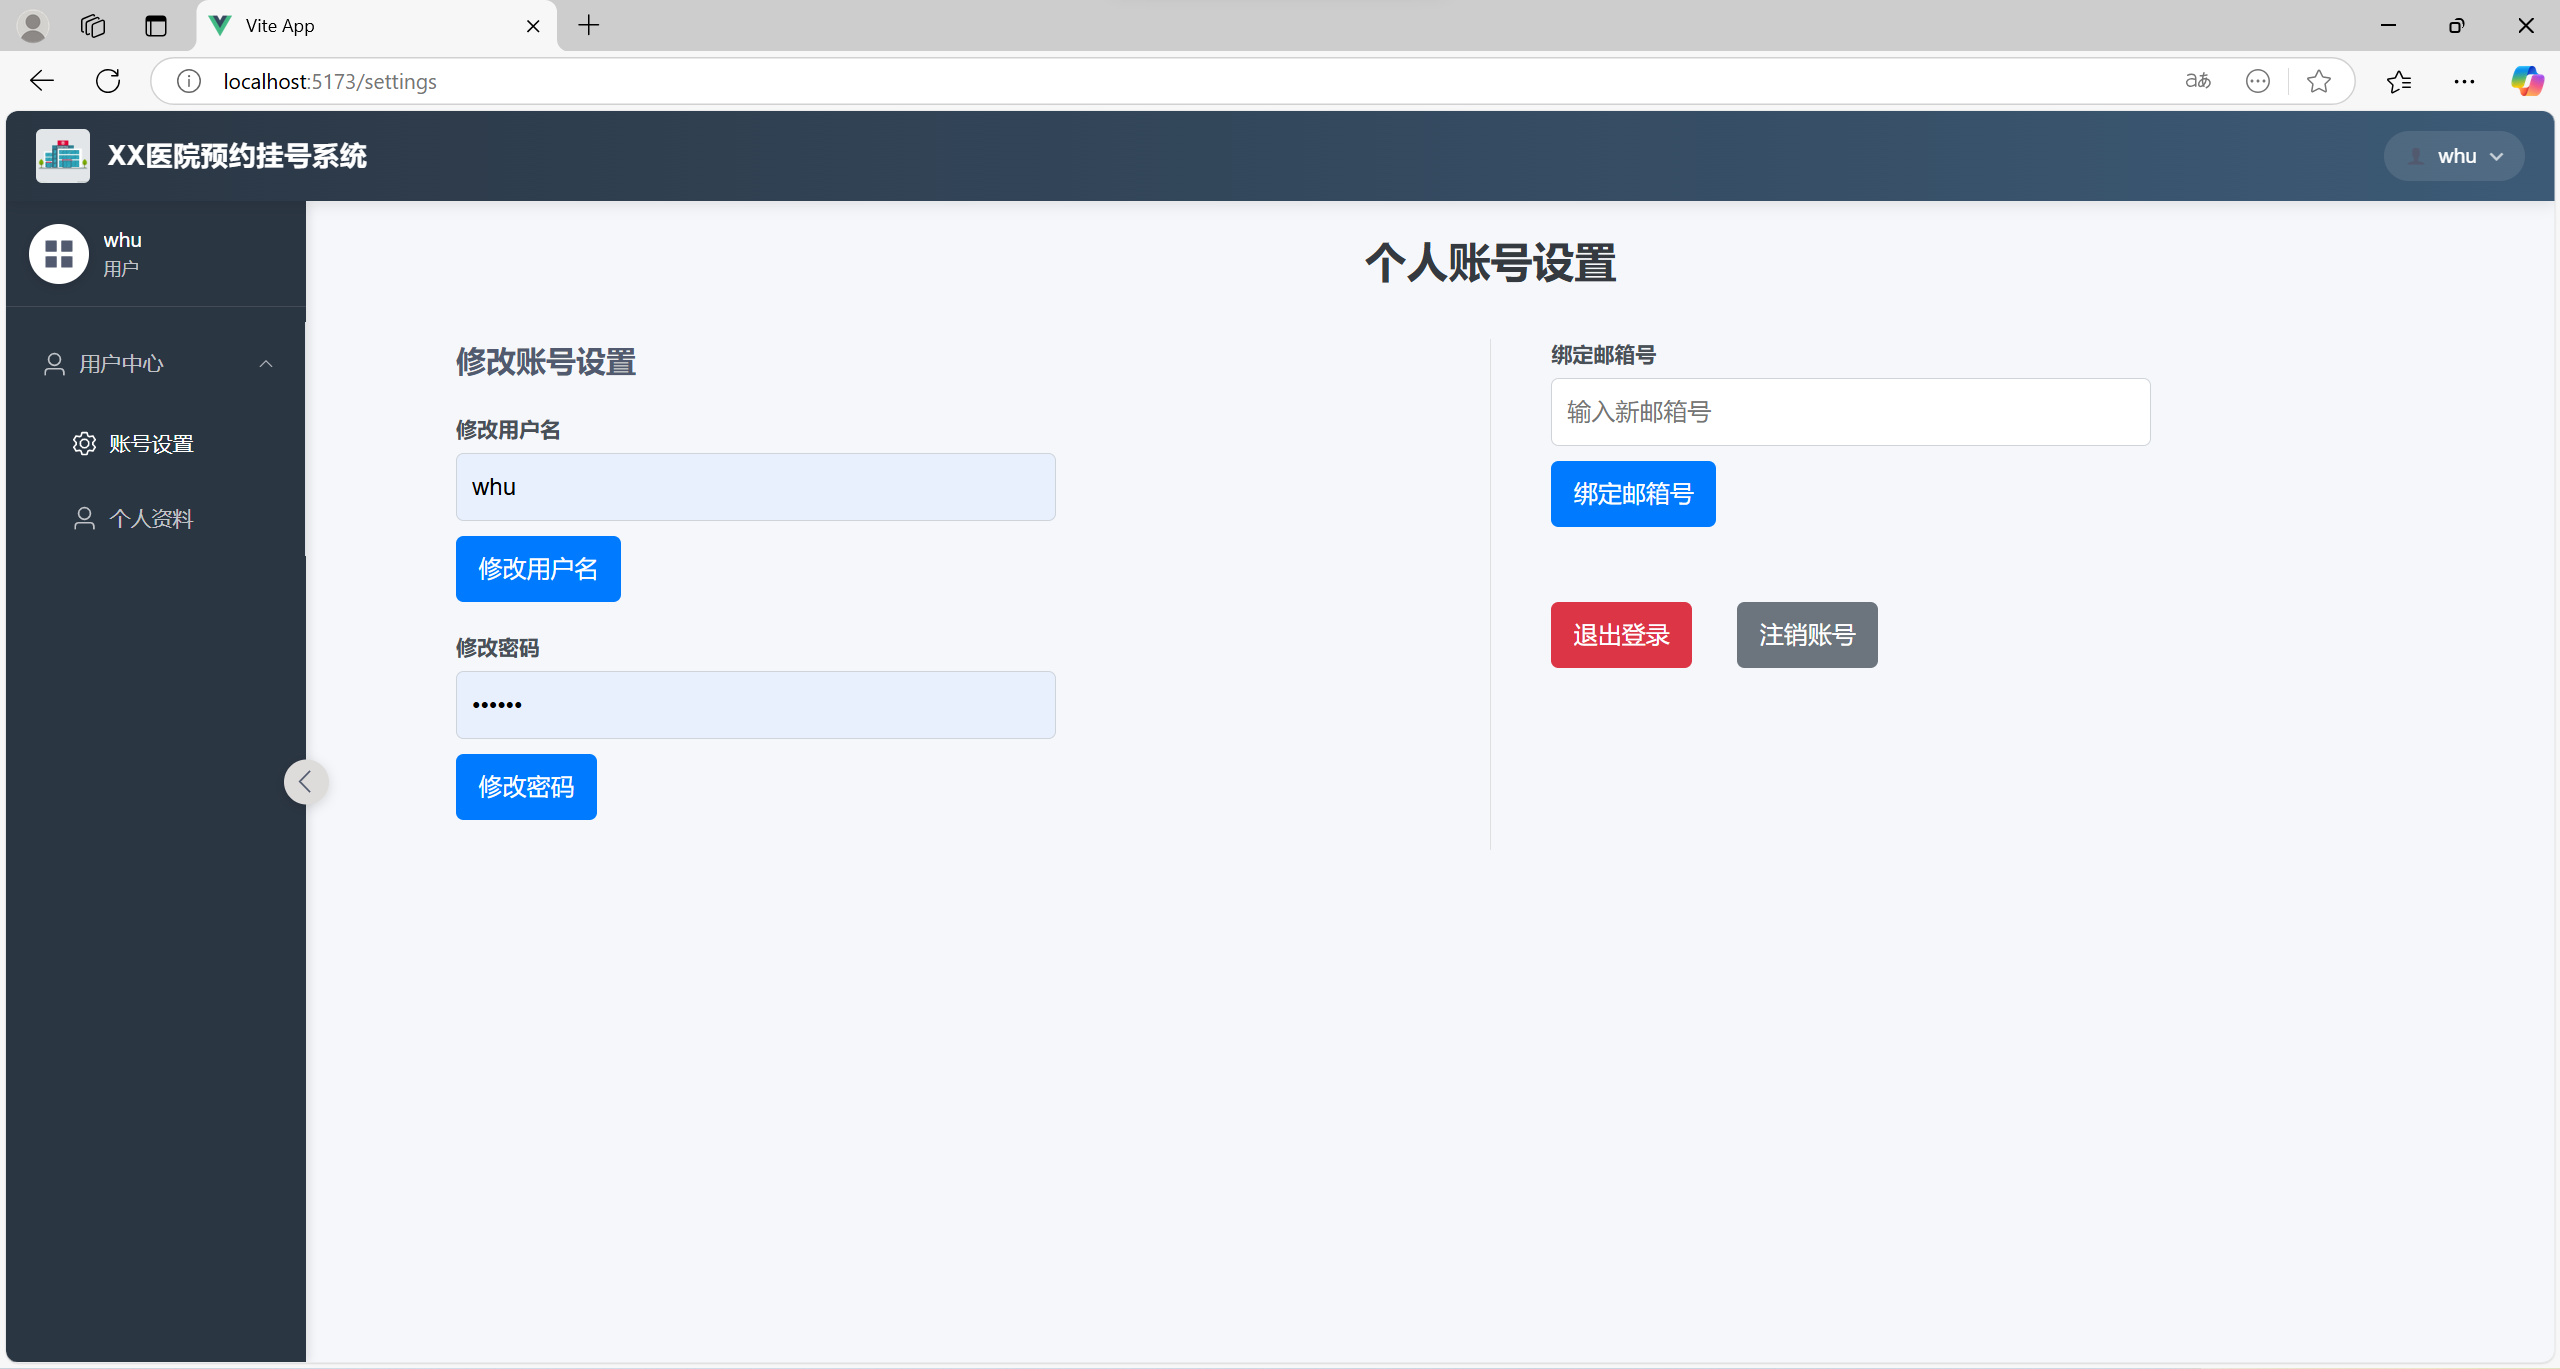 Vite App
localhost:5173/settings
aあ
XX医院预约挂号系统
whu
whu
用户
用户中心
账号设置
个人资料
个人账号设置
修改账号设置
修改用户名
whu
修改用户名
修改密码
••••••
修改密码
绑定邮箱号
输入新邮箱号
绑定邮箱号
退出登录
注销账号